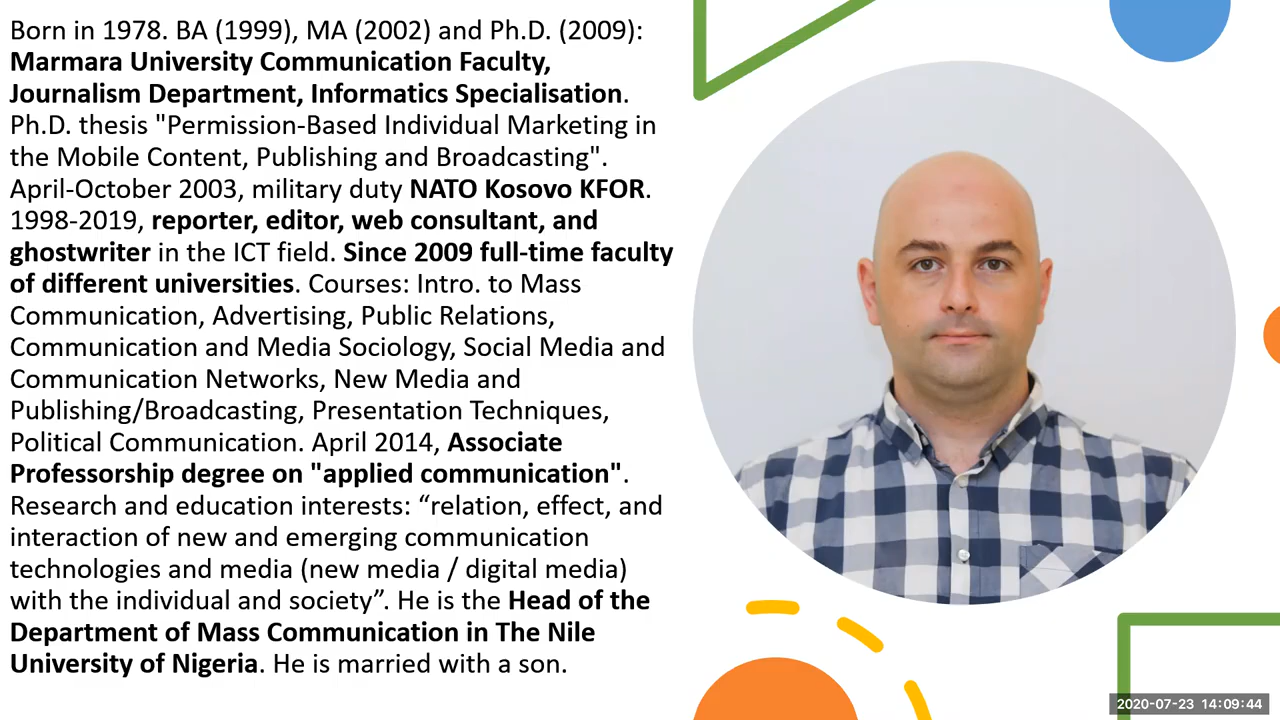 Born in 1978. BA (1999), MA (2002) and Ph.D. (2009):
Marmara University Communication Faculty,
Journalism Department, Informatics Specialisation.
Ph.D. thesis "Permission-Based Individual Marketing in
the Mobile Content, Publishing and Broadcasting".
April-October 2003, military duty NATO Kosovo KFOR.
1998-2019, reporter, editor, web consultant, and
ghostwriter in the ICT field. Since 2009 full-time faculty
of different universities. Courses: Intro. to Mass
Communication, Advertising, Public Relations,
Communication and Media Sociology, Social Media and
Communication Networks, New Media and
Publishing/Broadcasting, Presentation Techniques,
Political Communication. April 2014, Associate
Professorship degree on "applied communication".
Research and education interests: “relation, effect, and
interaction of new and emerging communication
technologies and media (new media / digital media)
with the individual and society”. He is the Head of the
Department of Mass Communication in The Nile
University of Nigeria. He is married with a son.
2020-07-23 14:09:44